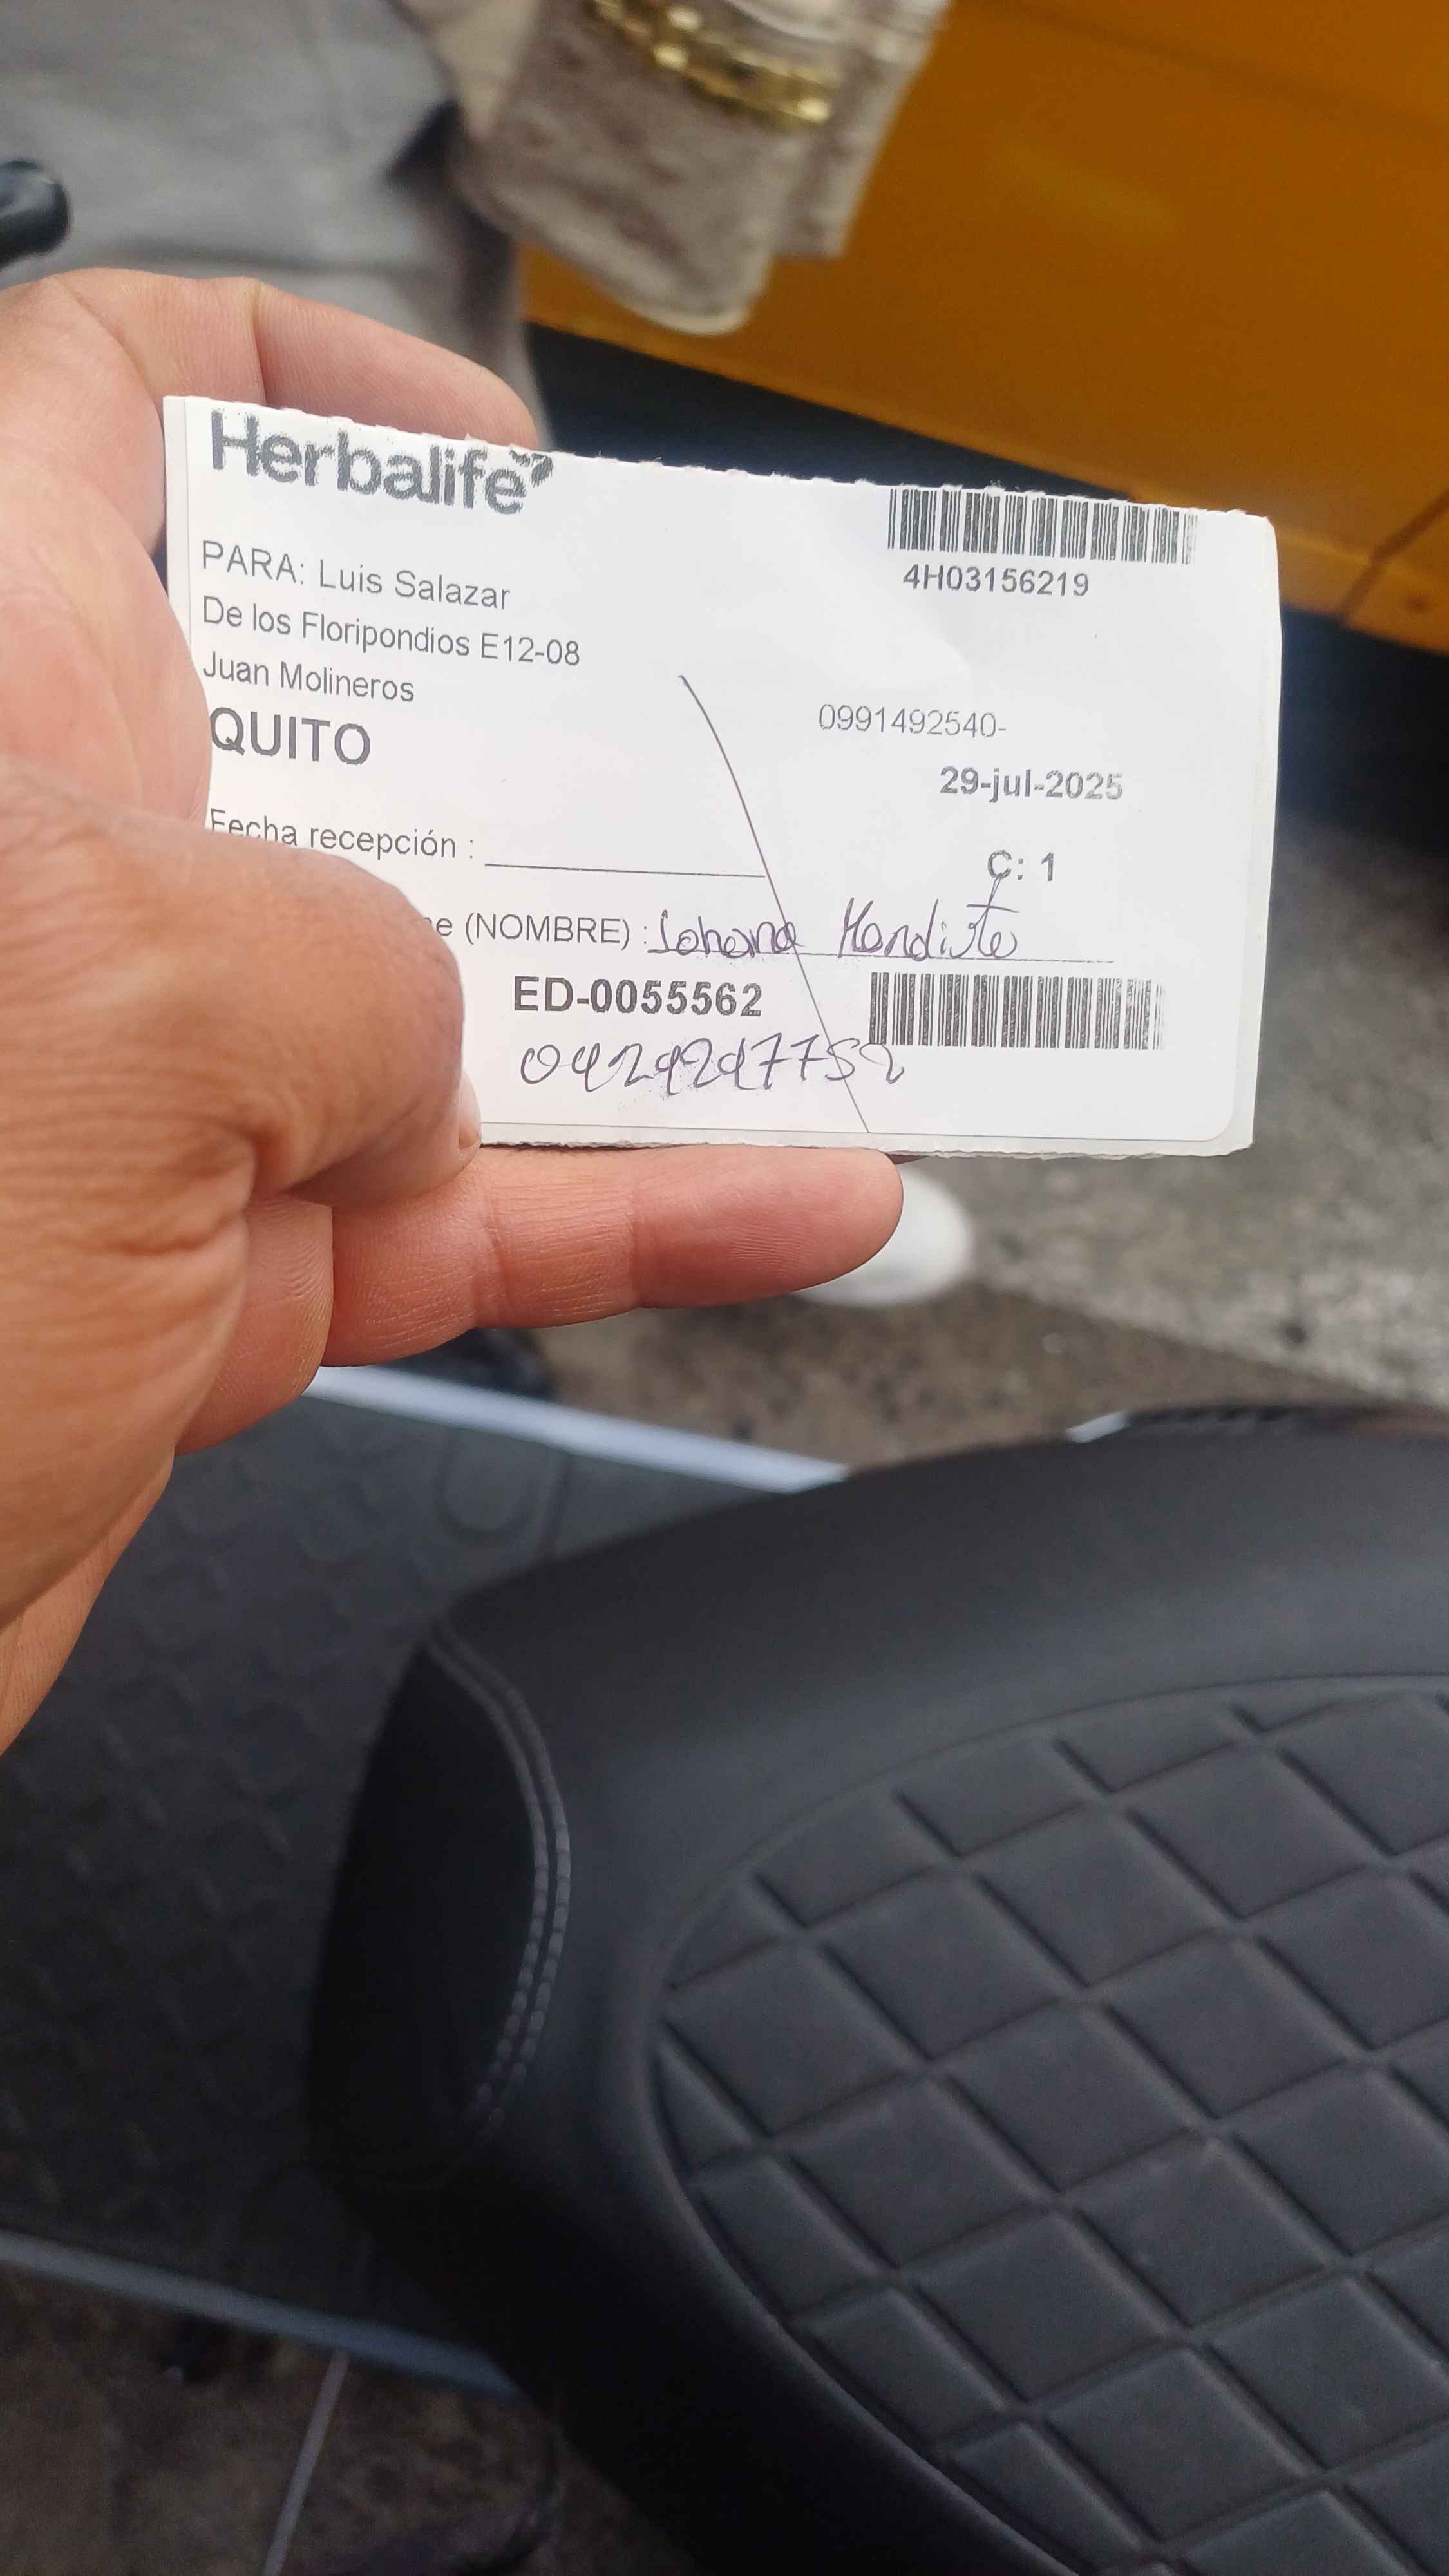 Herbalife
4H03156219
PARA: Luis Salazar
De los Floripondios E12-08
Juan Molineros
QUITO
0991492540-
29-jul-2025
Fecha recepción :
C: 1
e (NOMBRE) : Johana
ED-0055562